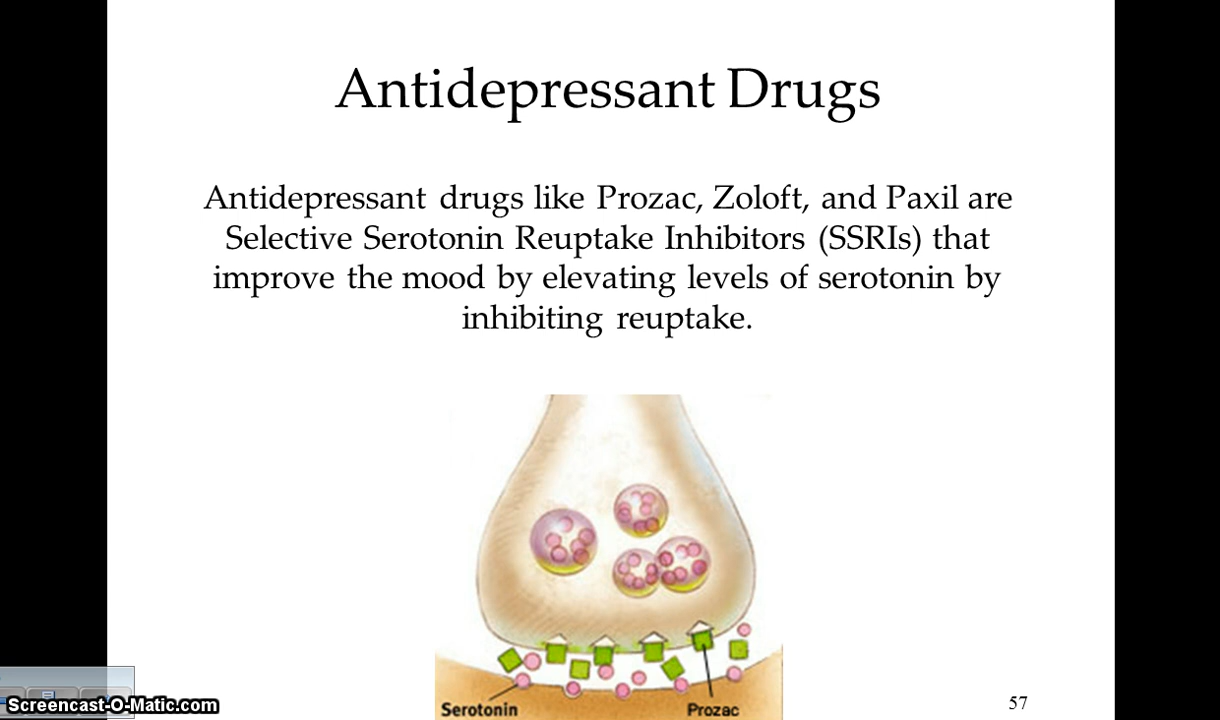 Antidepressant Drugs
Antidepressant drugs like Prozac, Zoloft, and Paxil are
Selective Serotonin Reuptake Inhibitors (SSRIs) that
improve the mood by elevating levels of serotonin by
inhibiting reuptake.
Serotonin
Prozac
57
Screencast-O-Matic.com